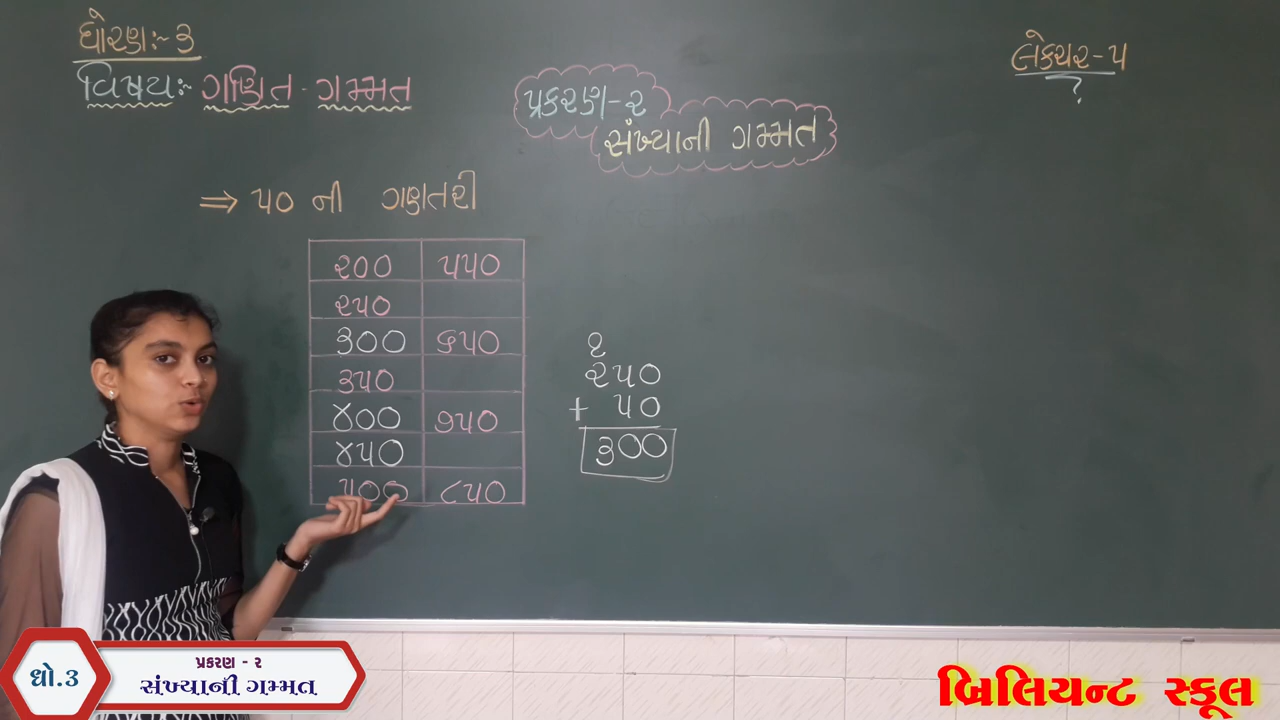 ધોરણ:- ૩
વિષય:- ગણિત - ગમ્મત
લેક્ચર - ૫
?
પ્રકરણ - ૨
સંખ્યાની ગમ્મત
⇒ ૫૦ ની ગણતરી
૨૦૦ ૫૫૦
૨૫૦
૩૦૦ ૬૫૦
૩૫૦
૪૦૦ ૭૫૦
૪૫૦
૫૦૦ ૮૫૦
૧
૨૫૦
+ ૫૦
૩૦૦
ધો.૩
પ્રકરણ - ૨
સંખ્યાની ગમ્મત
બ્રિલિયન્ટ સ્કૂલ